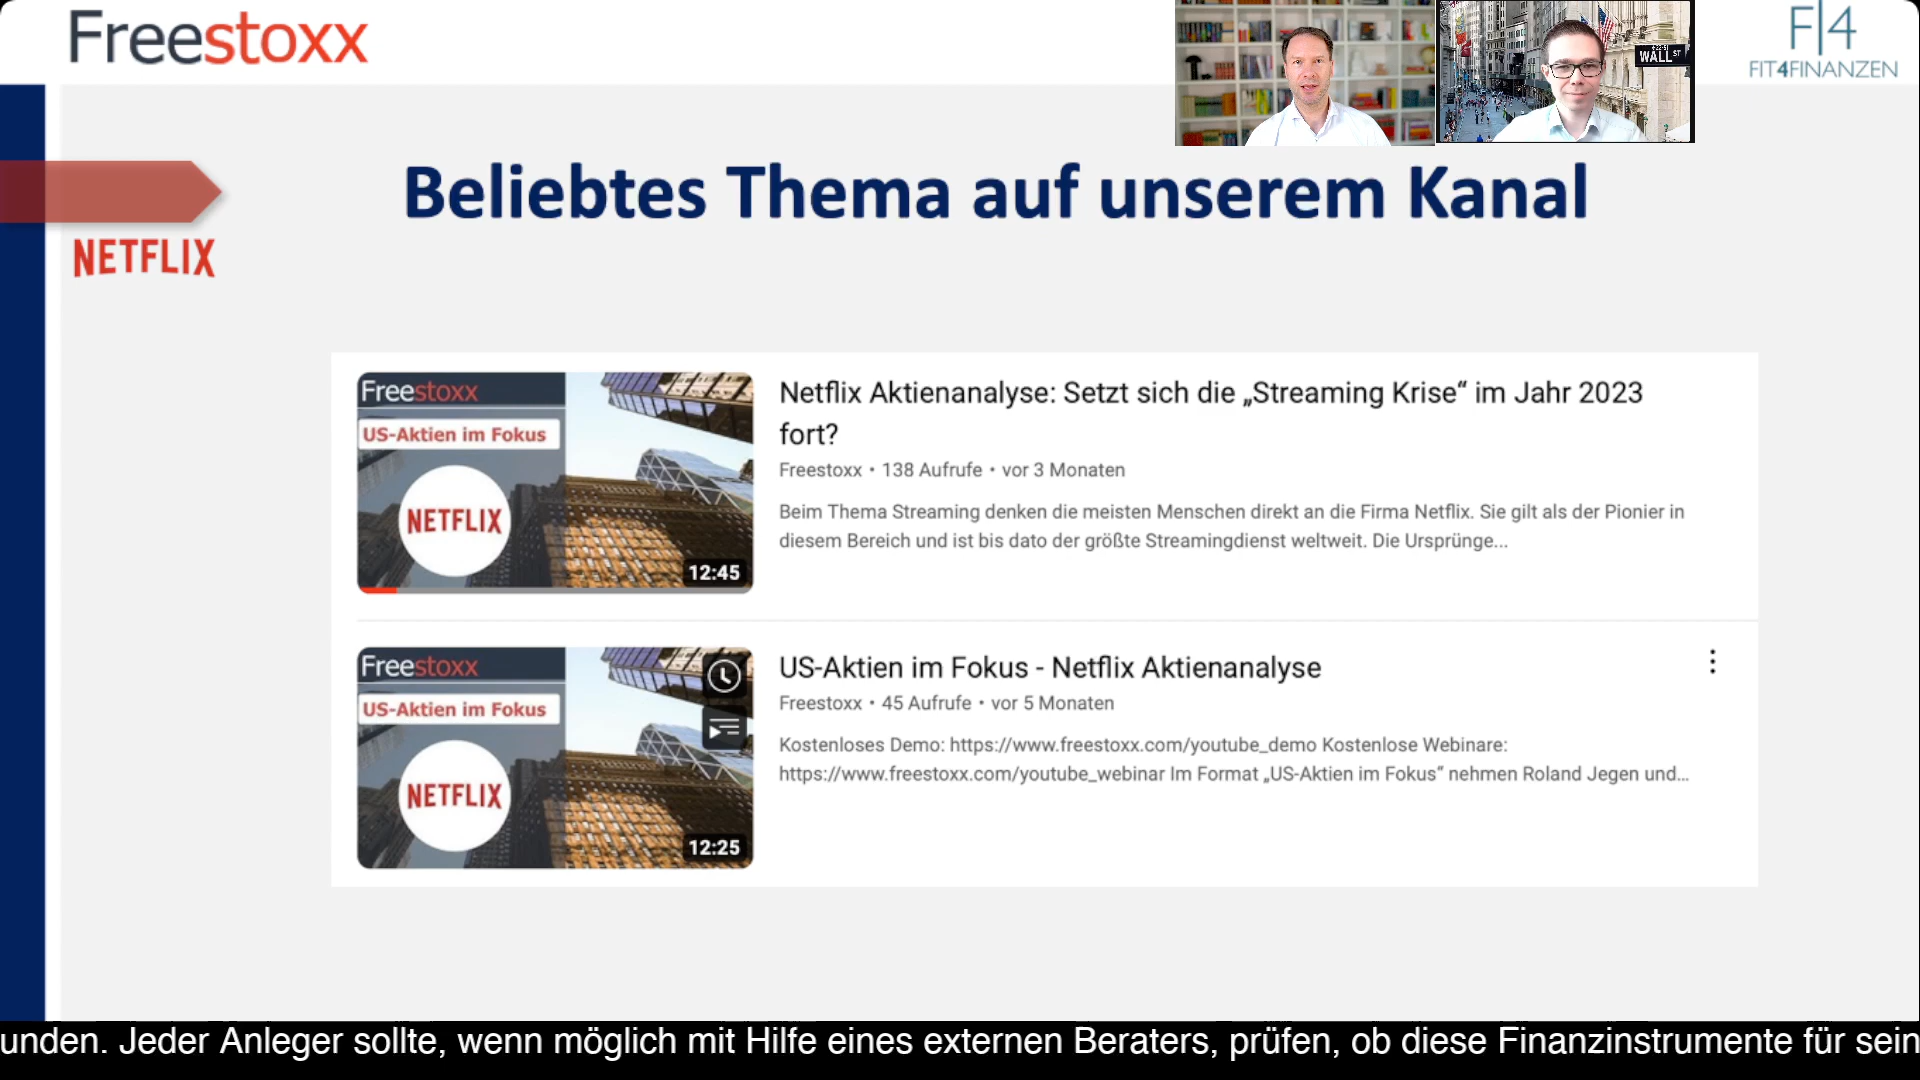 Freestoxx
WALL ST
F|4
FIT4FINANZEN
Beliebtes Thema auf unserem Kanal
NETFLIX
Freestoxx
US-Aktien im Fokus
NETFLIX
12:45
Netflix Aktienanalyse: Setzt sich die „Streaming Krise“ im Jahr 2023
fort?
Freestoxx • 138 Aufrufe • vor 3 Monaten
Beim Thema Streaming denken die meisten Menschen direkt an die Firma Netflix. Sie gilt als der Pionier in
diesem Bereich und ist bis dato der größte Streamingdienst weltweit. Die Ursprünge...
Freestoxx
US-Aktien im Fokus
NETFLIX
12:25
US-Aktien im Fokus - Netflix Aktienanalyse
Freestoxx • 45 Aufrufe • vor 5 Monaten
Kostenloses Demo: https://www.freestoxx.com/youtube_demo Kostenlose Webinare:
https://www.freestoxx.com/youtube_webinar Im Format „US-Aktien im Fokus“ nehmen Roland Jegen und...
unden. Jeder Anleger sollte, wenn möglich mit Hilfe eines externen Beraters, prüfen, ob diese Finanzinstrumente für sein